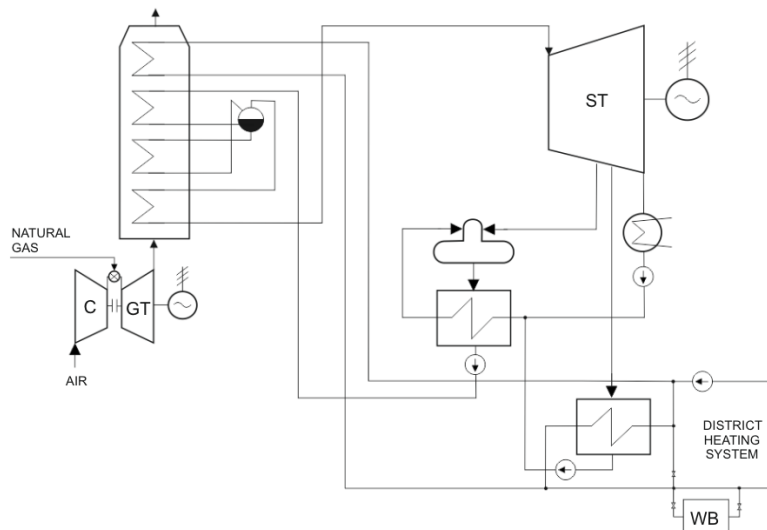 ST
NATURAL
GAS
C
GT
AIR
DISTRICT
HEATING
SYSTEM
WB